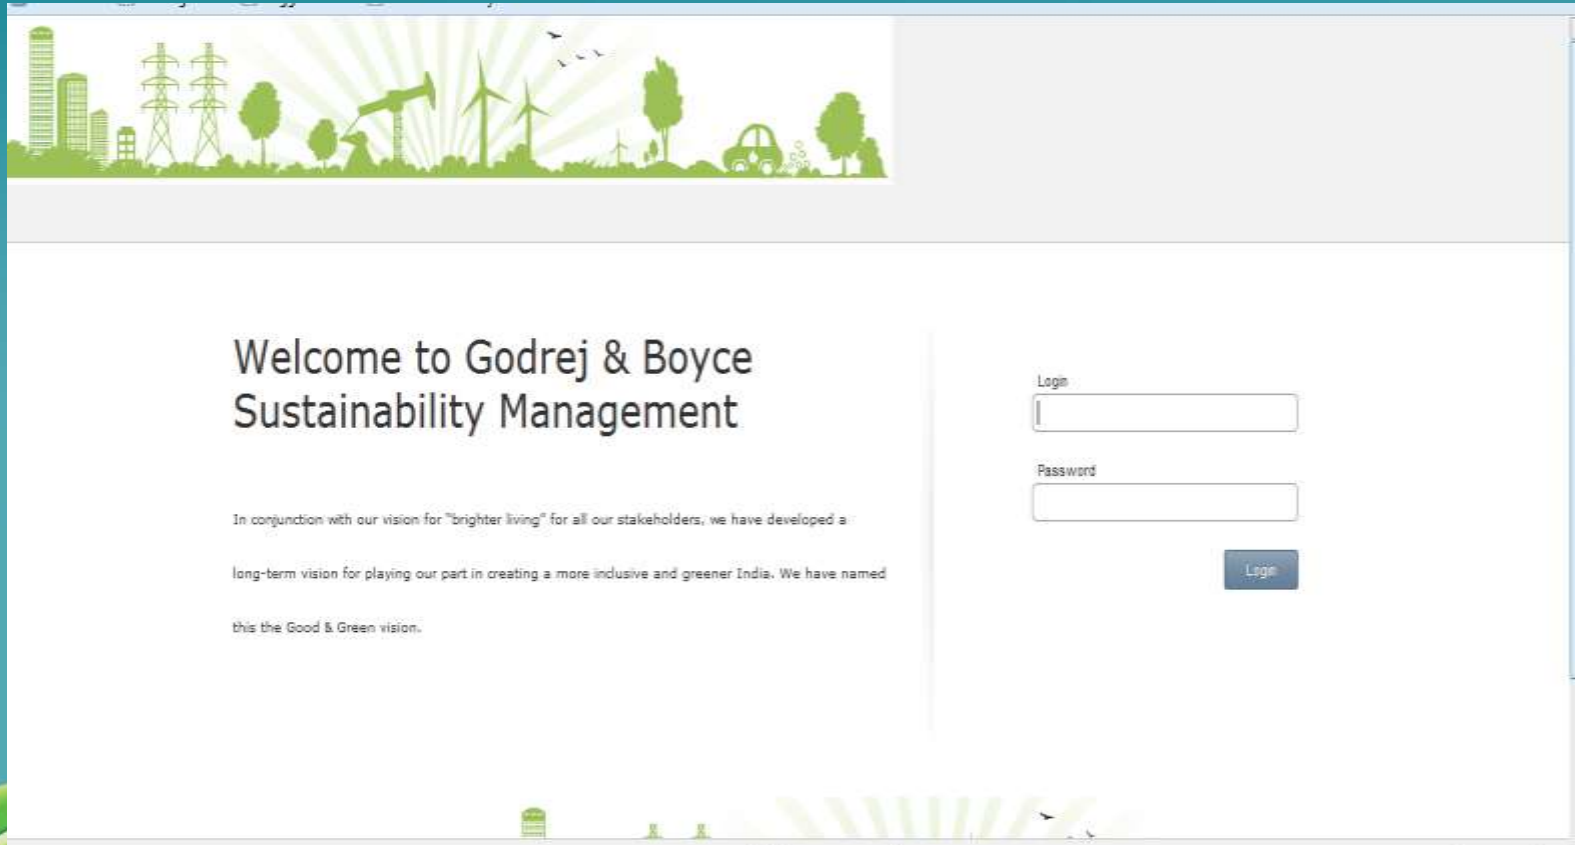 Welcome to Godrej & Boyce
Sustainability Management
In conjunction with our vision for "brighter living" for all our stakeholders, we have developed a
long-term vision for playing our part in creating a more inclusive and greener India. We have named
this the Good & Green vision.
Login
Password
Login